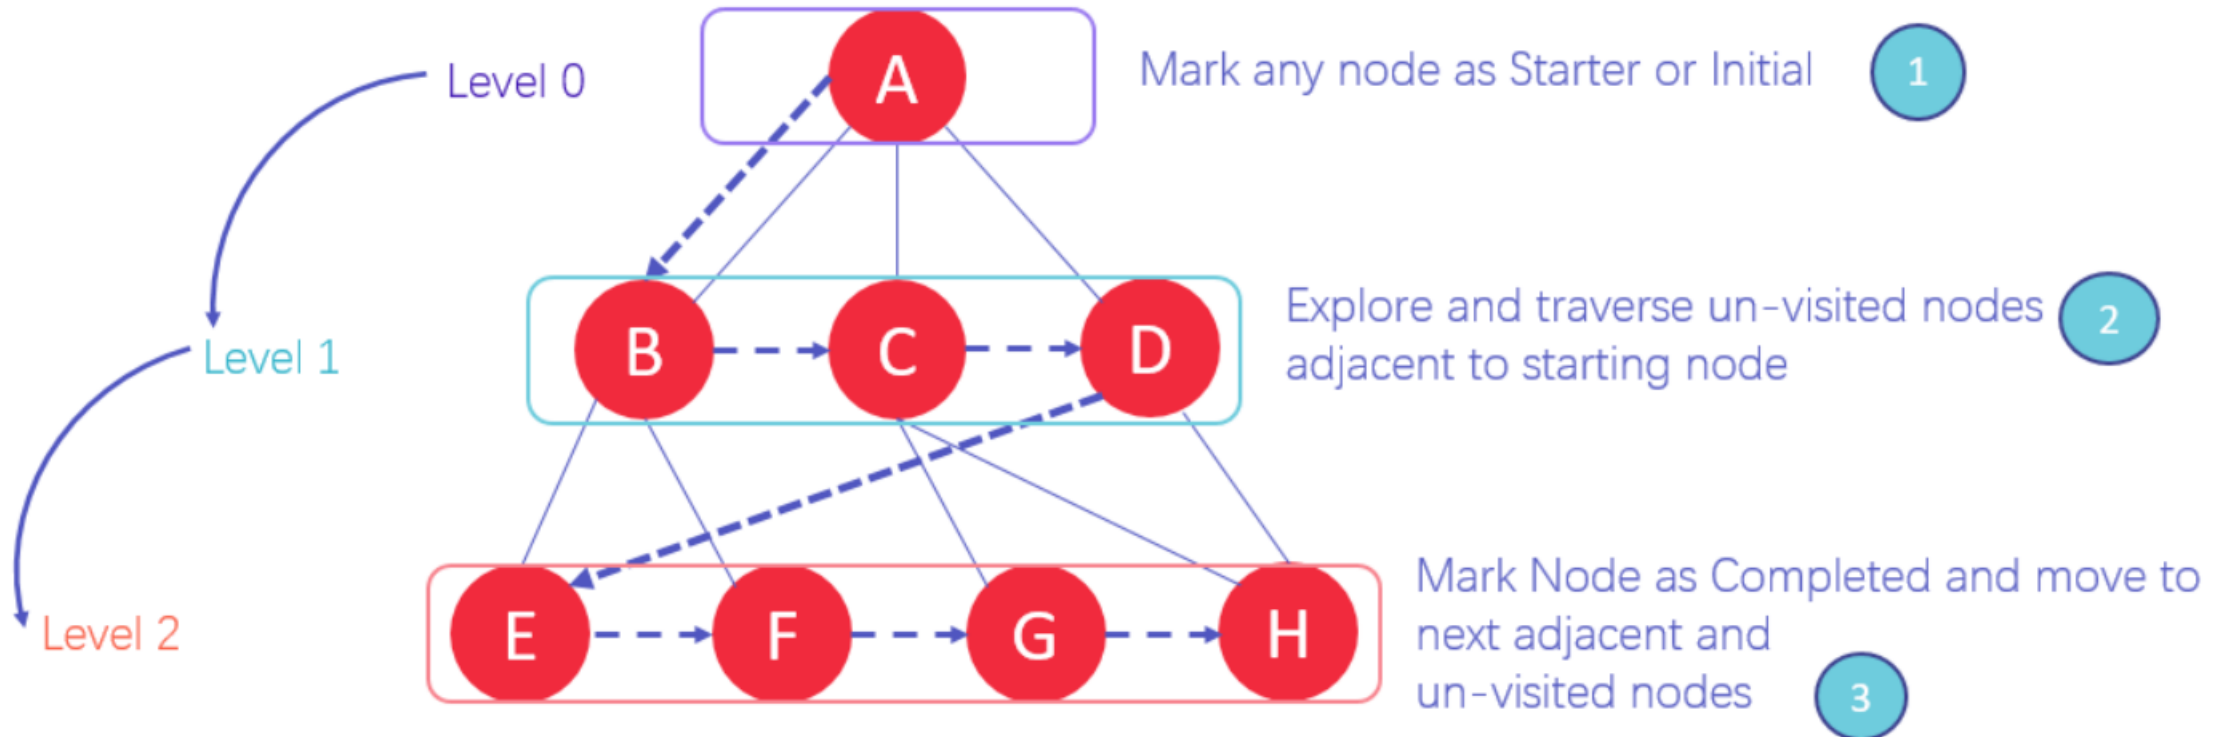 Level 0
A
Mark any node as Starter or Initial
1
Level 1
B
C
D
Explore and traverse un-visited nodes
adjacent to starting node
2
Level 2
E
F
G
H
Mark Node as Completed and move to
next adjacent and
un-visited nodes
3